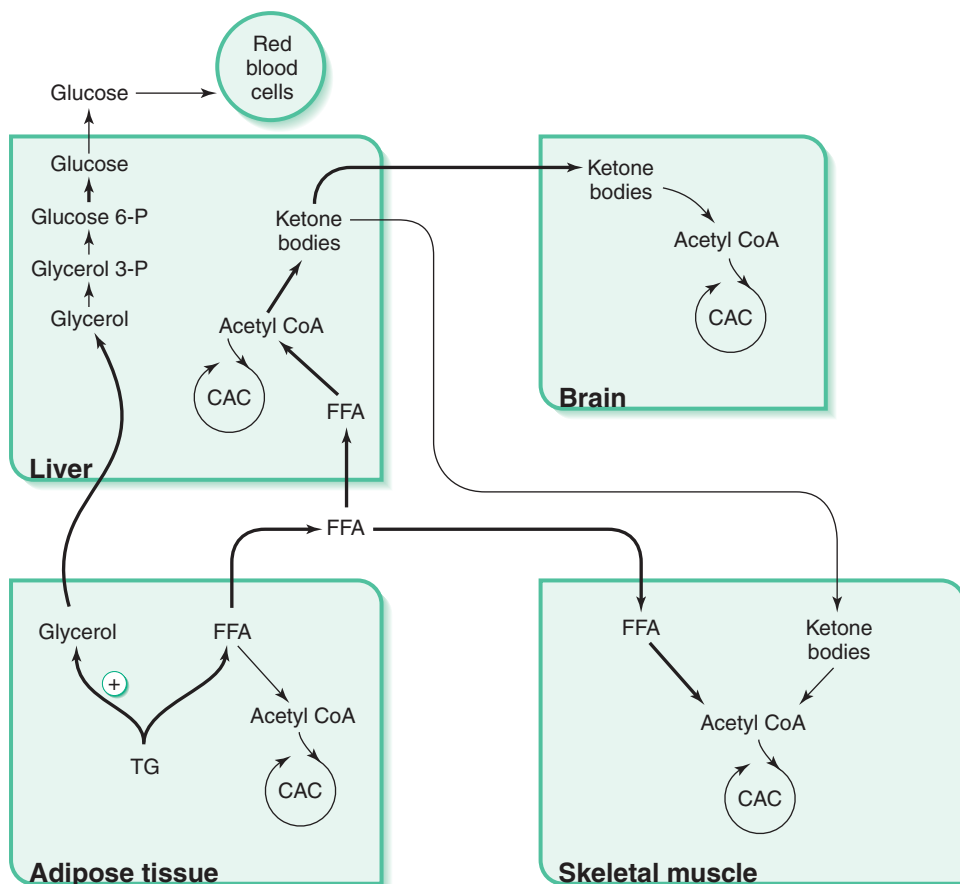 Red
blood
cells
Glucose
Glucose
Glucose 6-P
Glycerol 3-P
Glycerol
Ketone
bodies
Acetyl CoA
CAC
FFA
Liver
Ketone
bodies
Acetyl CoA
CAC
Brain
FFA
Glycerol
FFA
+
TG
Acetyl CoA
CAC
Adipose tissue
FFA
Ketone
bodies
Acetyl CoA
CAC
Skeletal muscle